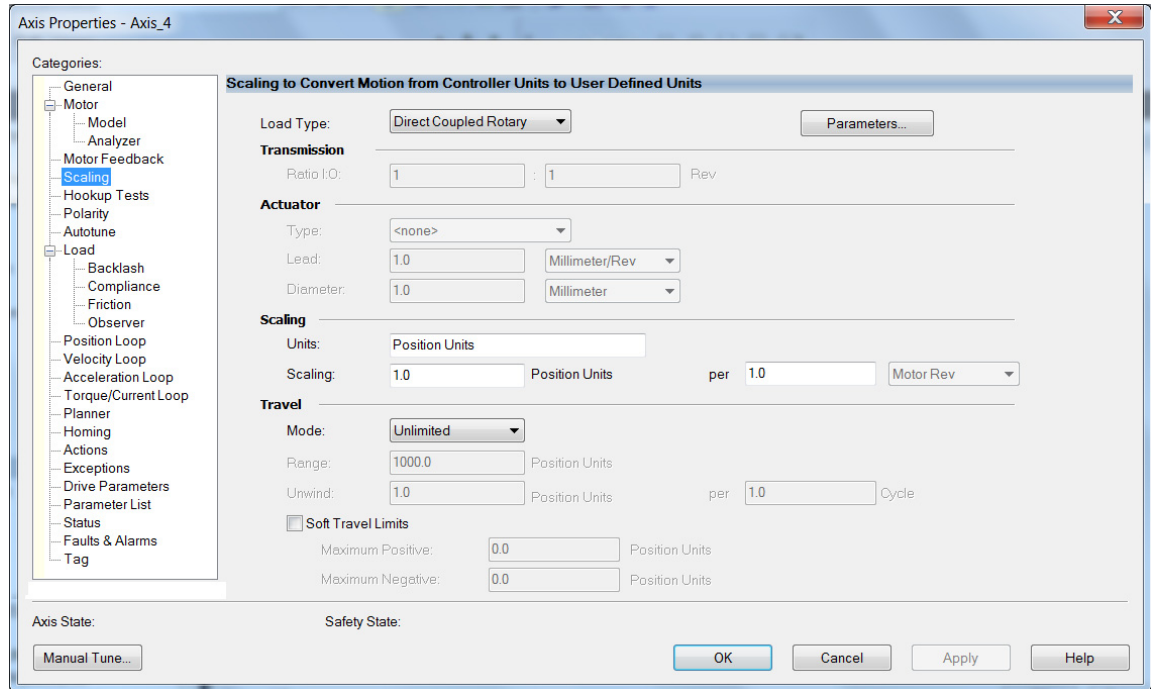 Axis Properties - Axis_4
X
Categories:
General
Motor
Model
Analyzer
Motor Feedback
Scaling
Hookup Tests
Polarity
Autotune
Load
Backlash
Compliance
Friction
Observer
Position Loop
Velocity Loop
Acceleration Loop
Torque/Current Loop
Planner
Homing
Actions
Exceptions
Drive Parameters
Parameter List
Status
Faults & Alarms
Tag
Scaling to Convert Motion from Controller Units to User Defined Units
Load Type: Direct Coupled Rotary Parameters...
Transmission
Ratio I:O: 1 : 1 Rev
Actuator
Type: <none>
Lead: 1.0 Millimeter/Rev
Diameter: 1.0 Millimeter
Scaling
Units: Position Units
Scaling: 1.0 Position Units per 1.0 Motor Rev
Travel
Mode: Unlimited
Range: 1000.0 Position Units
Unwind: 1.0 Position Units per 1.0 Cycle
Soft Travel Limits
Maximum Positive: 0.0 Position Units
Maximum Negative: 0.0 Position Units
Axis State: Safety State:
Manual Tune... OK Cancel Apply Help